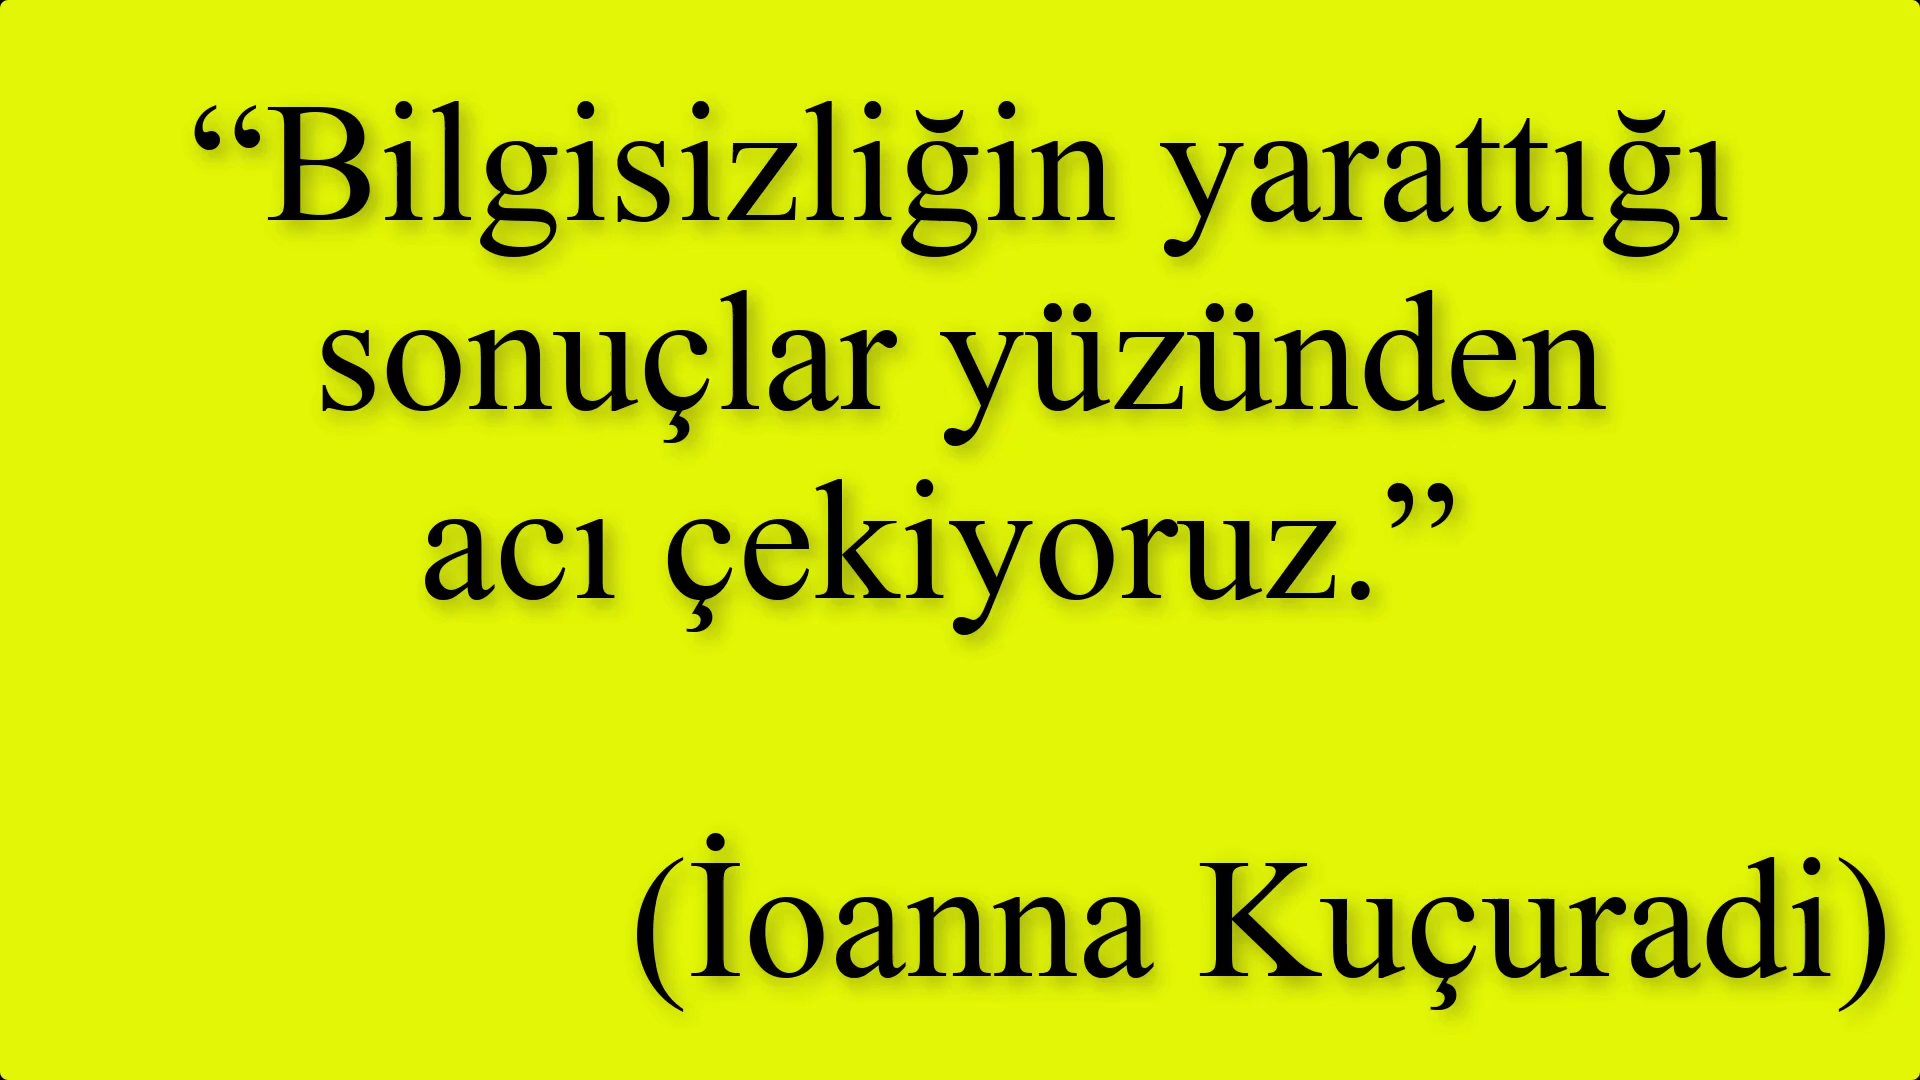 “Bilgisizliğin yarattığı
sonuçlar yüzünden
acı çekiyoruz.”
(İoanna Kuçuradi)